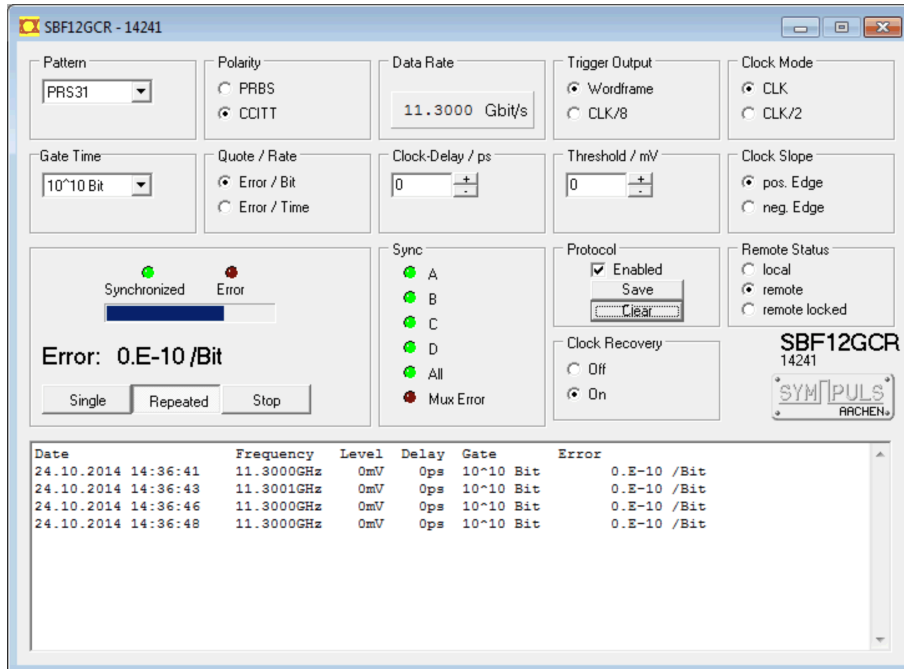 SBF12GCR - 14241
Pattern
PRS31
Polarity
PRBS
CCITT
Data Rate
11.3000 Gbit/s
Trigger Output
Wordframe
CLK/8
Clock Mode
CLK
CLK/2
Gate Time
10^10 Bit
Quote / Rate
Error / Bit
Error / Time
Clock-Delay / ps
0
+
-
Threshold / mV
0
+
-
Clock Slope
pos. Edge
neg. Edge
Synchronized
Error
Error: 0.E-10 /Bit
Single
Repeated
Stop
Sync
A
B
C
D
All
Mux Error
Protocol
Enabled
Save
Clear
Clock Recovery
Off
On
Remote Status
local
remote
remote locked
SBF12GCR
14241
SYMPULS
AACHEN
Date Frequency Level Delay Gate Error
24.10.2014 14:36:41 11.3000GHz 0mV 0ps 10^10 Bit 0.E-10 /Bit
24.10.2014 14:36:43 11.3001GHz 0mV 0ps 10^10 Bit 0.E-10 /Bit
24.10.2014 14:36:46 11.3000GHz 0mV 0ps 10^10 Bit 0.E-10 /Bit
24.10.2014 14:36:48 11.3000GHz 0mV 0ps 10^10 Bit 0.E-10 /Bit